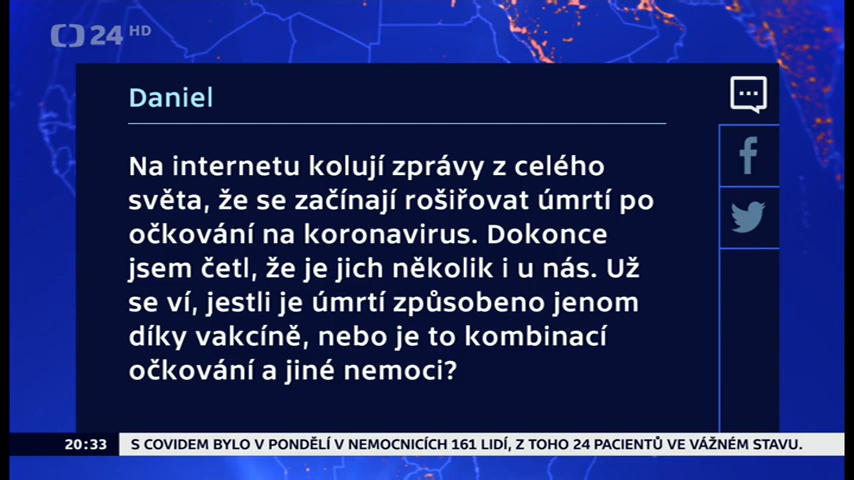 24 HD
Daniel
Na internetu kolují zprávy z celého
světa, že se začínají rošiřovat úmrtí po
očkování na koronavirus. Dokonce
jsem četl, že je jich několik i u nás. Už
se ví, jestli je úmrtí způsobeno jenom
díky vakcíně, nebo je to kombinací
očkování a jiné nemoci?
20:33 S COVIDEM BYLO V PONDĚLÍ V NEMOCNICÍCH 161 LIDÍ, Z TOHO 24 PACIENTŮ VE VÁŽNÉM STAVU.